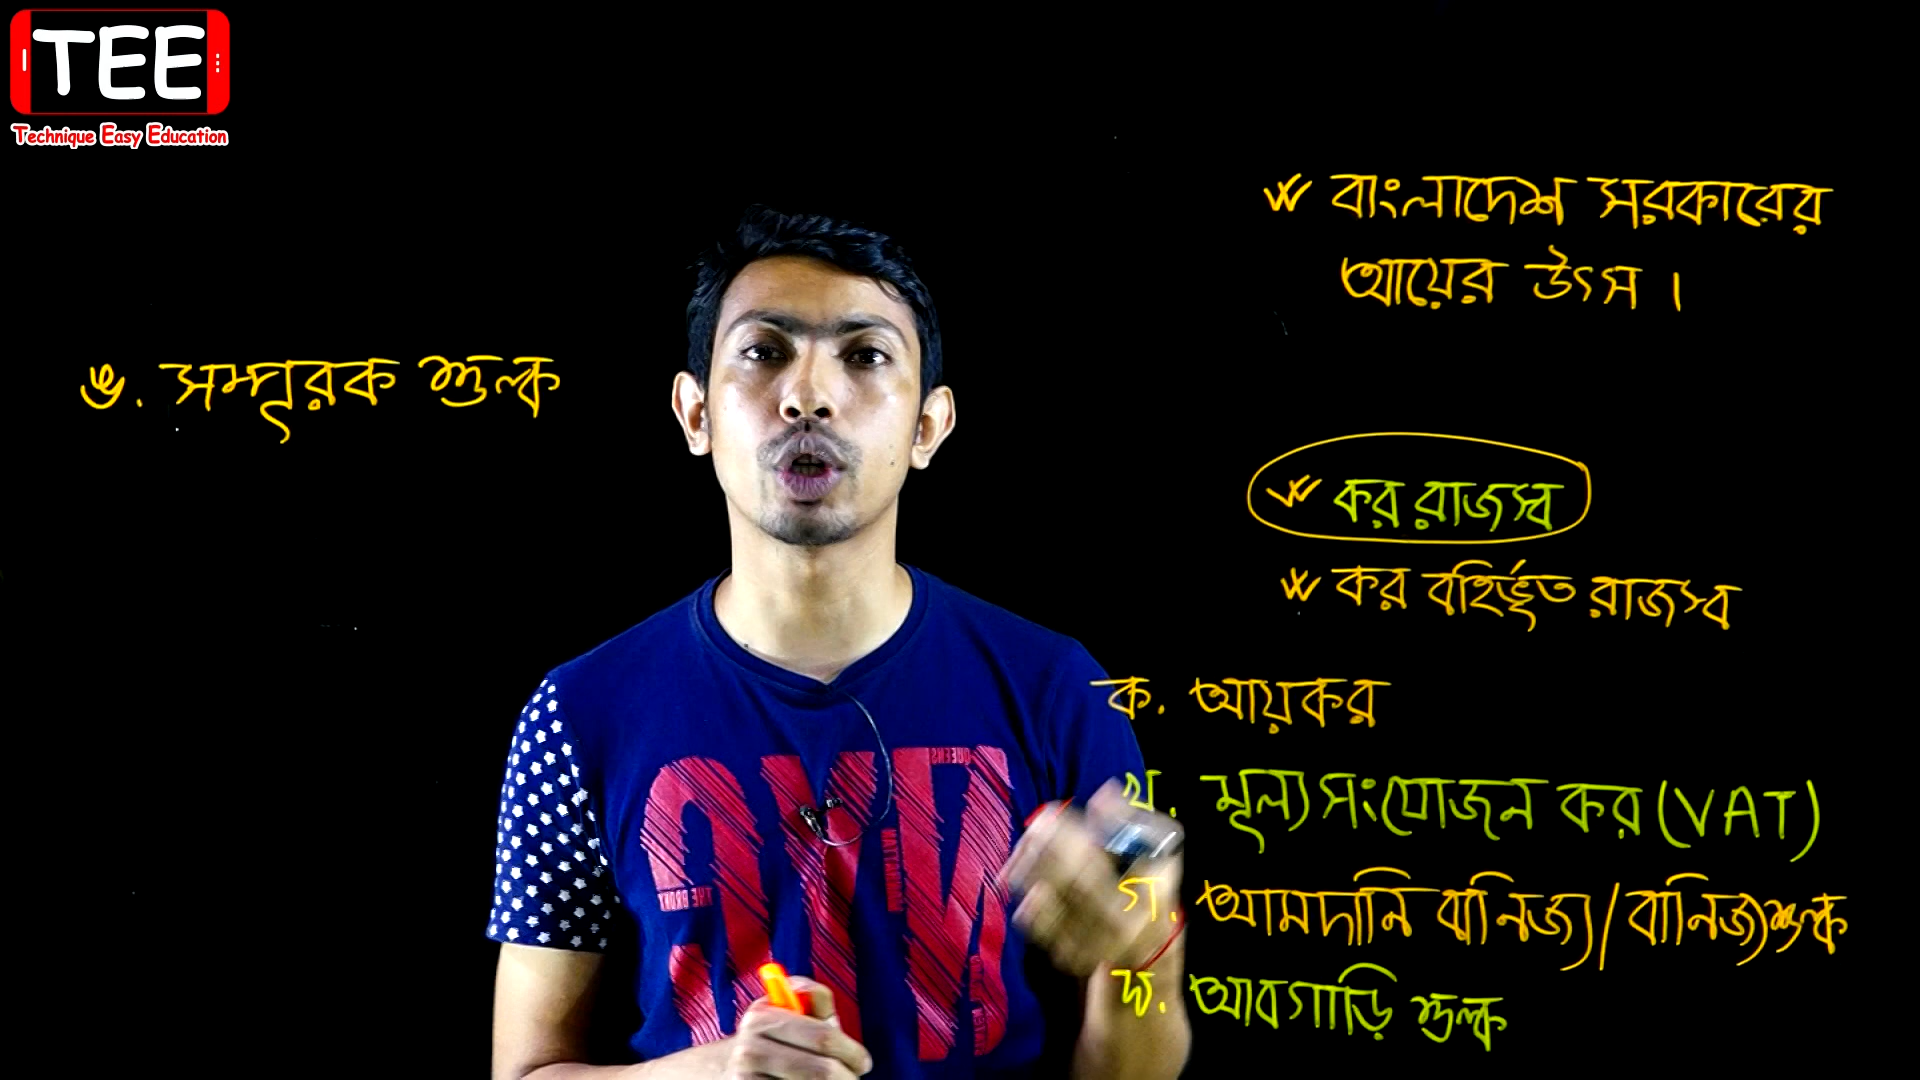 TEE
Technique Easy Education
বাংলাদেশ সরকারের
আয়ের উৎস।
কর রাজস্ব
কর বহির্ভূত রাজস্ব
ক. আয়কর
খ. মূল্য সংযোজন কর (VAT)
গ. আমদানি বানিজ্য/বানিজ্যশুল্ক
ঘ. আবগাড়ি শুল্ক
ঙ. সম্পূরক শুল্ক